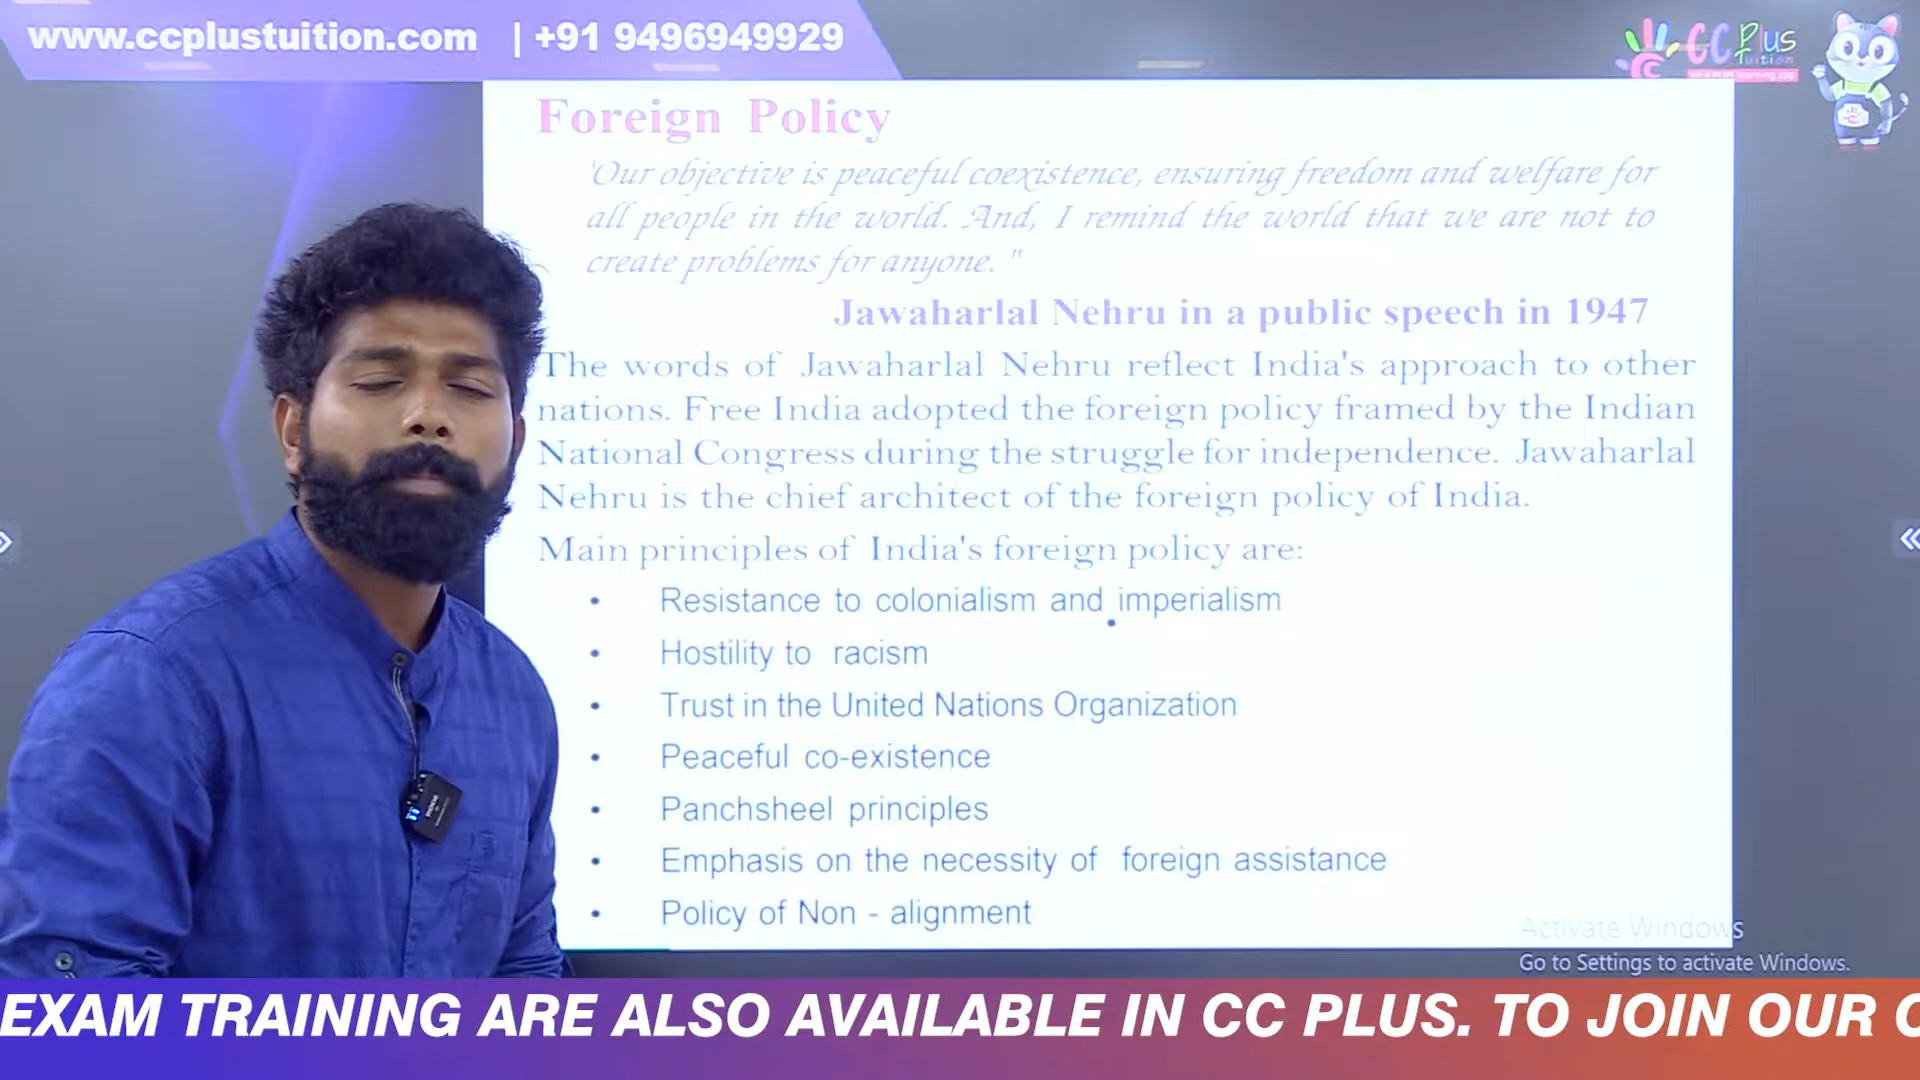 www.ccplustuition.com | +91 9496949929
CC Plus
Tuition
Foreign Policy
'Our objective is peaceful coexistence, ensuring freedom and welfare for
all people in the world. And, I remind the world that we are not to
create problems for anyone. "
Jawaharlal Nehru in a public speech in 1947
The words of Jawaharlal Nehru reflect India's approach to other
nations. Free India adopted the foreign policy framed by the Indian
National Congress during the struggle for independence. Jawaharlal
Nehru is the chief architect of the foreign policy of India.
Main principles of India's foreign policy are:
• Resistance to colonialism and imperialism
• Hostility to racism
• Trust in the United Nations Organization
• Peaceful co-existence
• Panchsheel principles
• Emphasis on the necessity of foreign assistance
• Policy of Non - alignment
Activate Windows
Go to Settings to activate Windows.
EXAM TRAINING ARE ALSO AVAILABLE IN CC PLUS. TO JOIN OUR